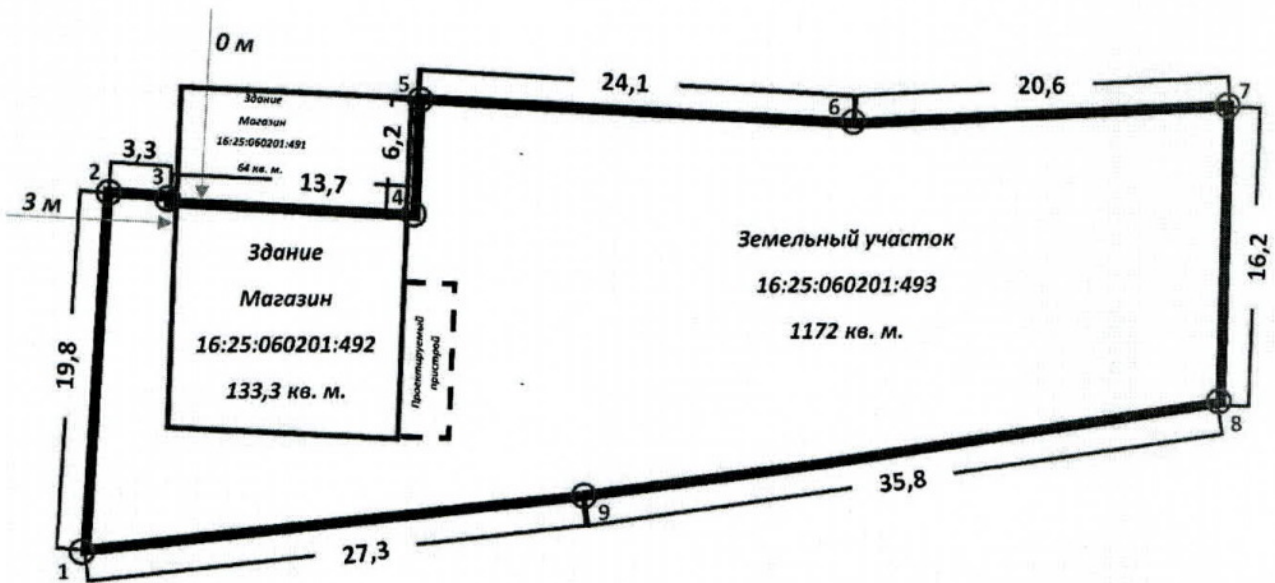 0 м
5
24,1
6
20,6
7
Здание
Магазин
16:25:060201:491
64 кв. м.
6,2
3,3
2
3
13,7
4
3 м
Здание
Магазин
16:25:060201:492
133,3 кв. м.
Проектируемый
пристрой
Земельный участок
16:25:060201:493
1172 кв. м.
16,2
19,8
8
35,8
9
27,3
1